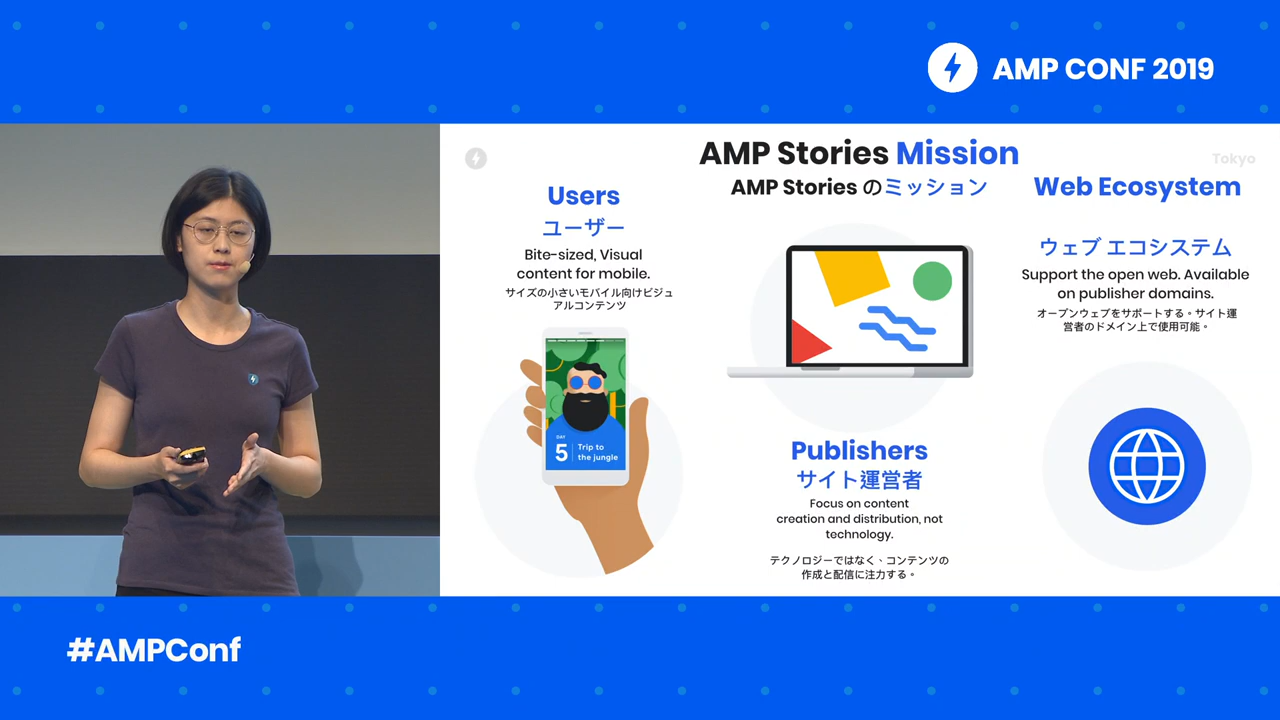 AMP CONF 2019
AMP Stories Mission
AMP Stories のミッション
Tokyo
Users
ユーザー
Bite-sized, Visual
content for mobile.
サイズの小さいモバイル向けビジュ
アルコンテンツ
DAY
5
Trip to
the jungle
Publishers
サイト運営者
Focus on content
creation and distribution, not
technology.
テクノロジーではなく、コンテンツの
作成と配信に注力する。
Web Ecosystem
ウェブ エコシステム
Support the open web. Available
on publisher domains.
オープンウェブをサポートする。サイト運
営者のドメイン上で使用可能。
#AMPConf